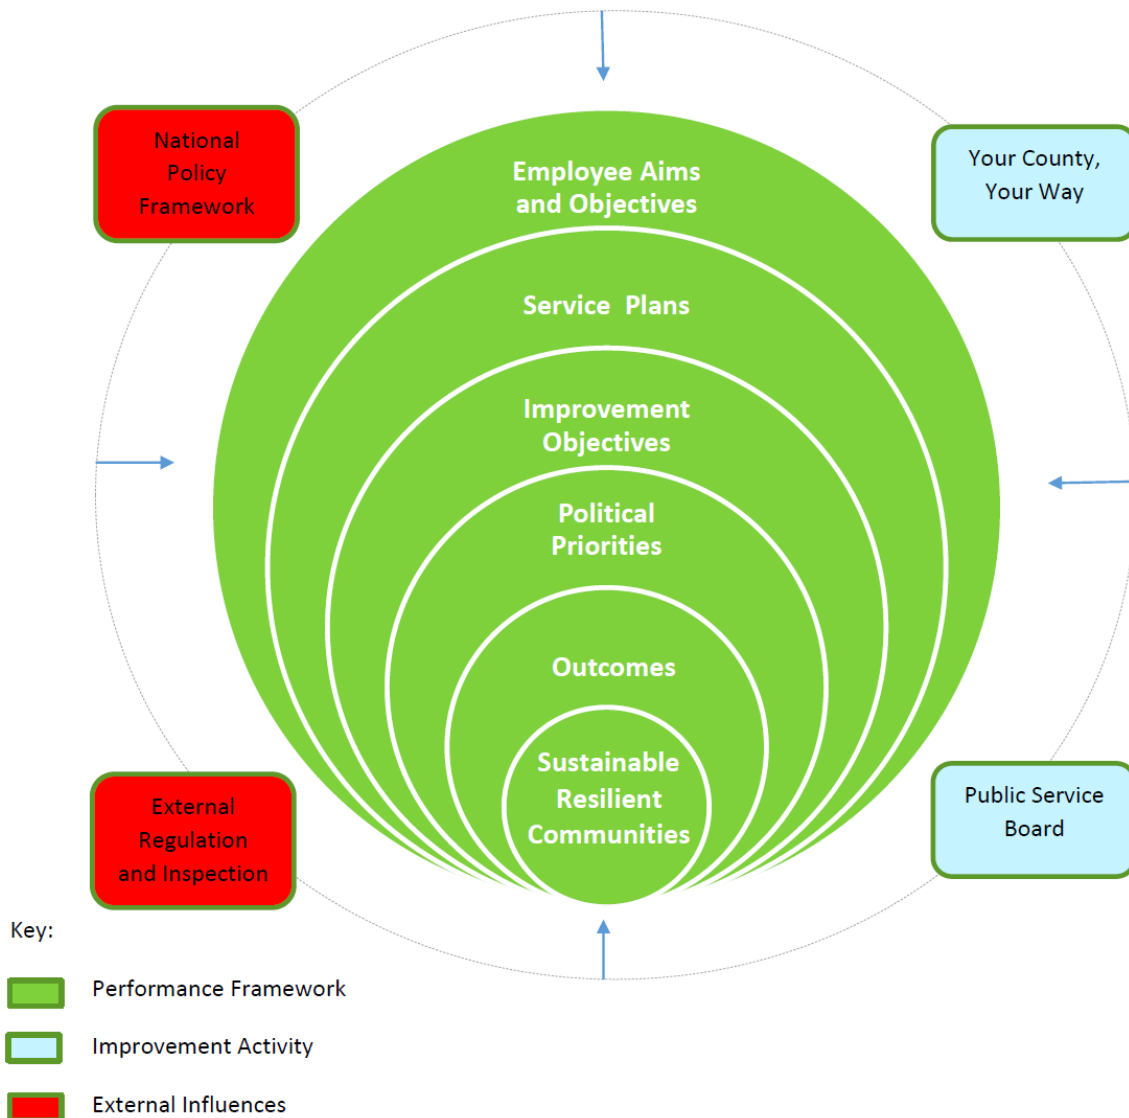 National
Policy
Framework
Your County,
Your Way
Employee Aims
and Objectives
Service Plans
Improvement
Objectives
Political
Priorities
Outcomes
Sustainable
Resilient
Communities
External
Regulation
and Inspection
Public Service
Board
Key:
Performance Framework
Improvement Activity
External Influences